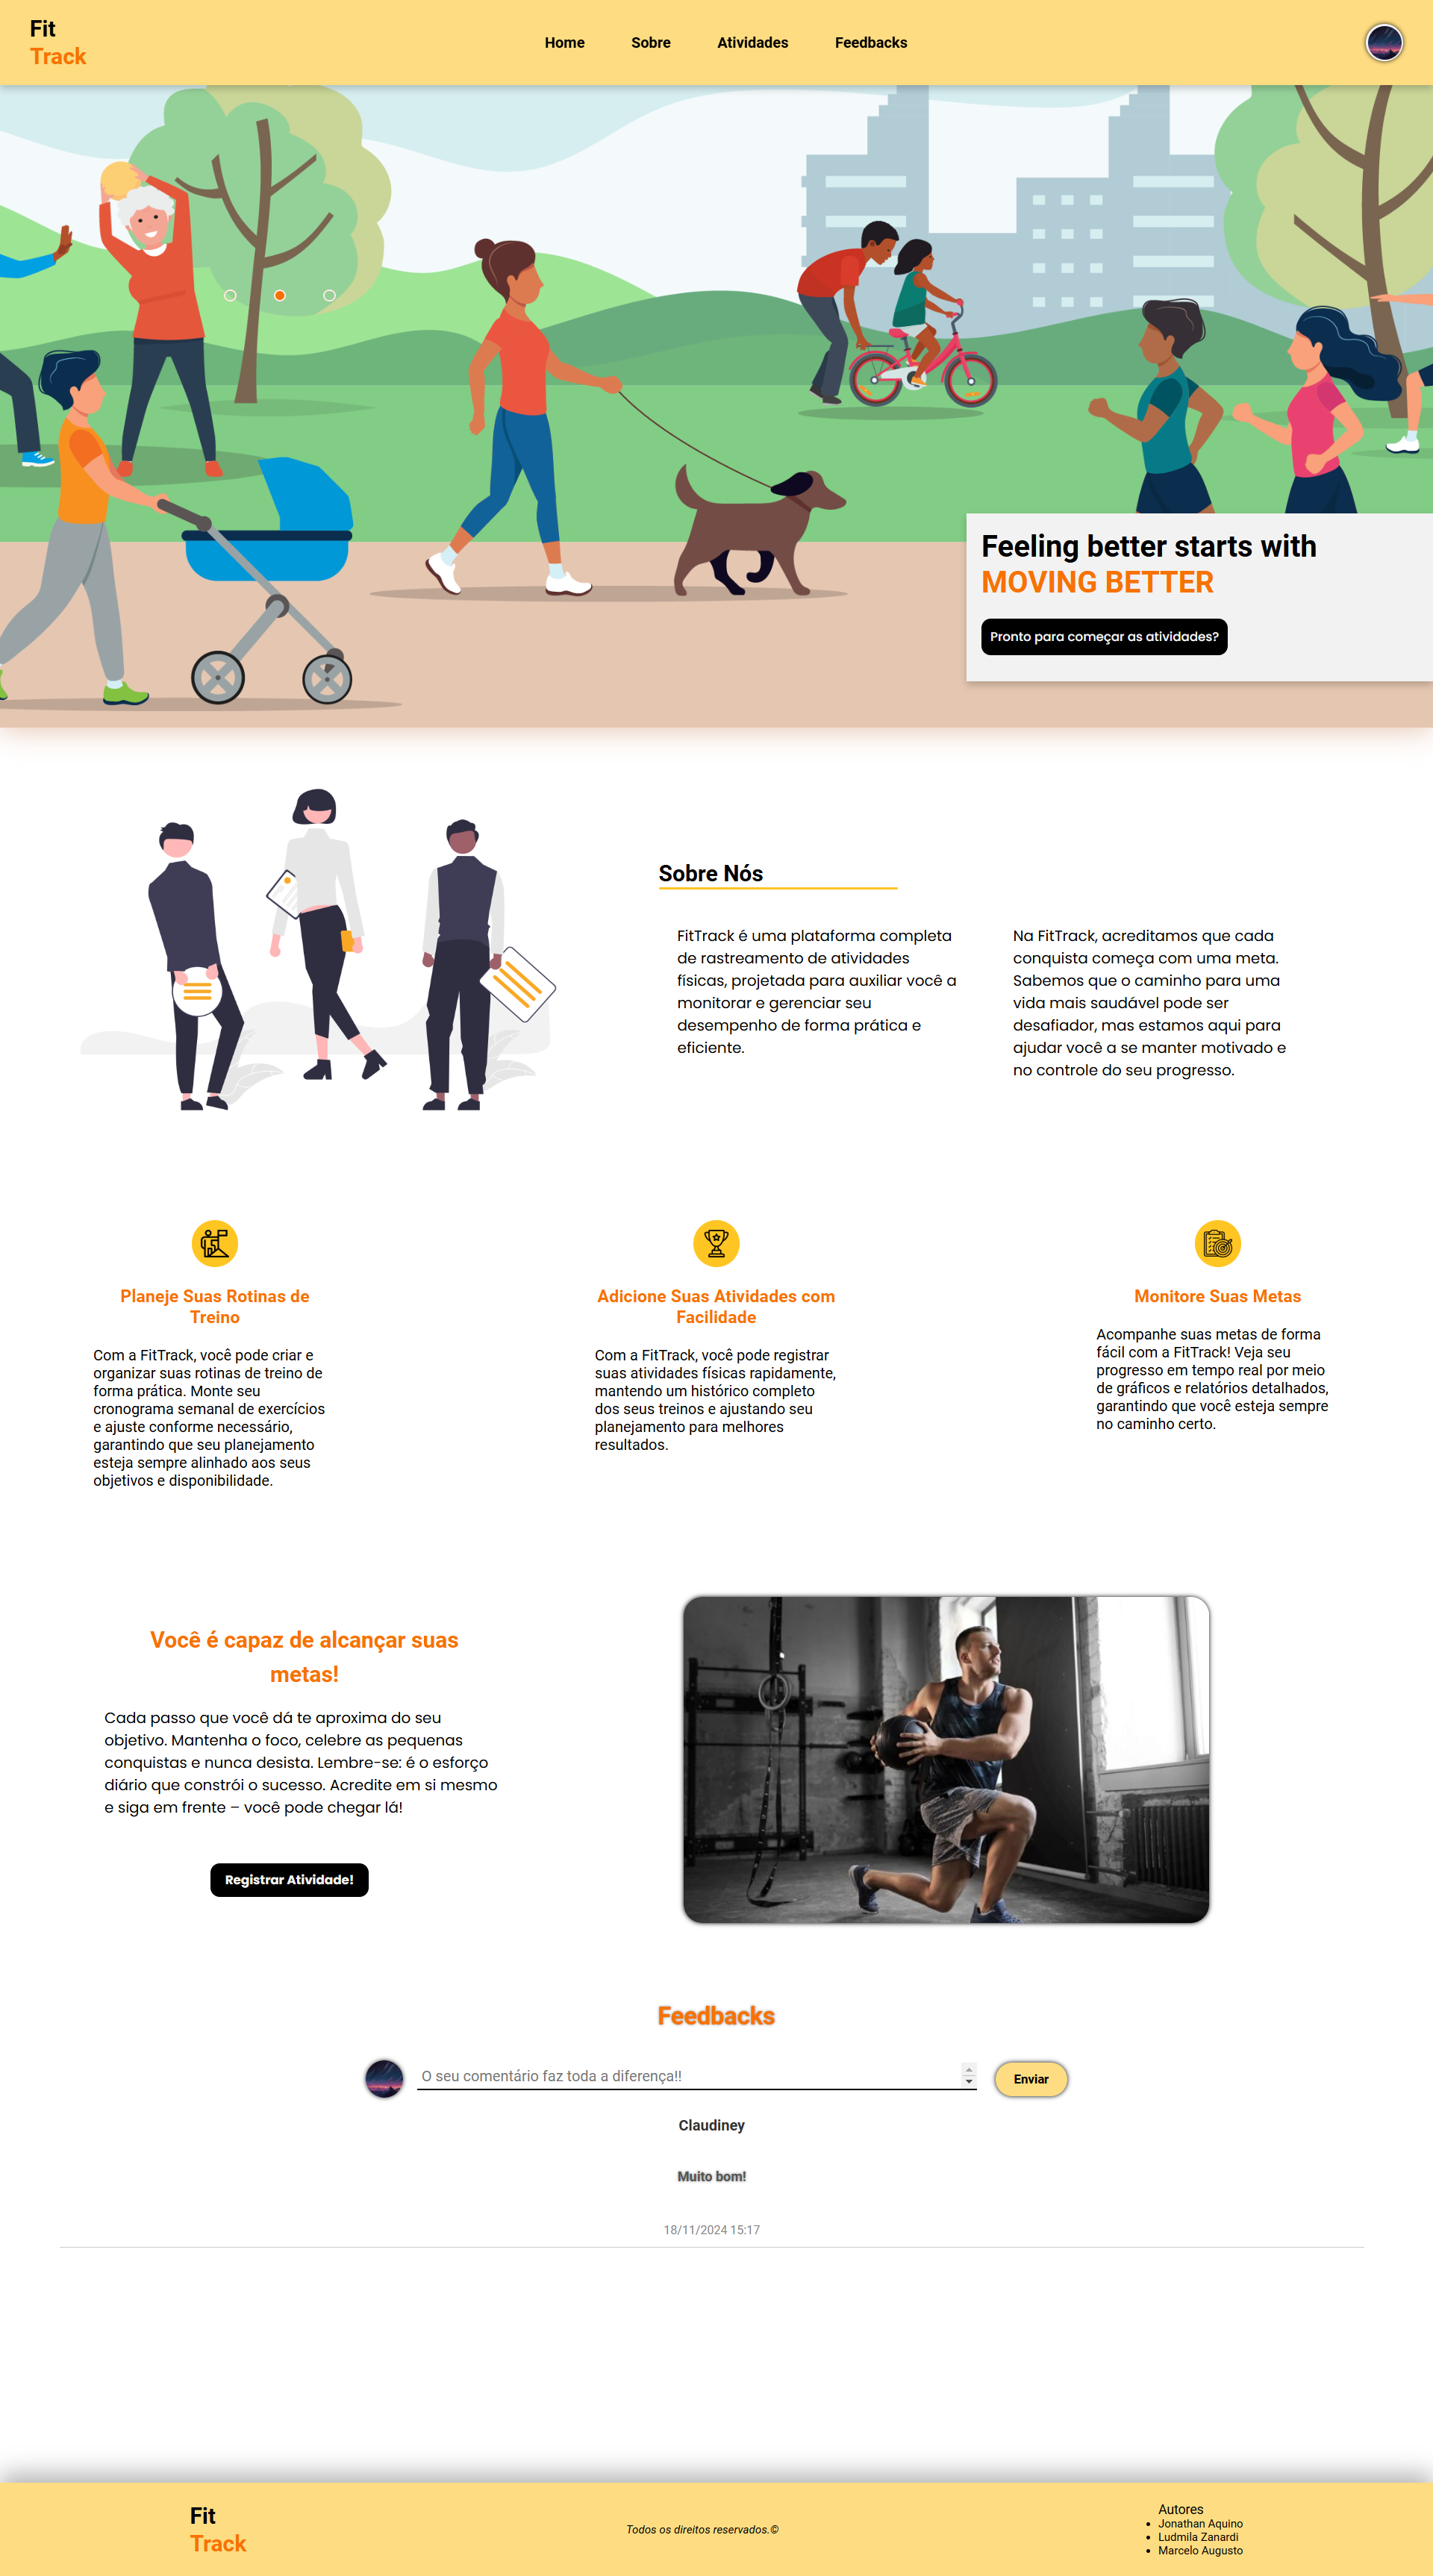 Fit
Track
Home
Sobre
Atividades
Feedbacks
Feeling better starts with
MOVING BETTER
Pronto para começar as atividades?
Sobre Nós
FitTrack é uma plataforma completa
de rastreamento de atividades
físicas, projetada para auxiliar você a
monitorar e gerenciar seu
desempenho de forma prática e
eficiente.
Na FitTrack, acreditamos que cada
conquista começa com uma meta.
Sabemos que o caminho para uma
vida mais saudável pode ser
desafiador, mas estamos aqui para
ajudar você a se manter motivado e
no controle do seu progresso.
Planeje Suas Rotinas de
Treino
Com a FitTrack, você pode criar e
organizar suas rotinas de treino de
forma prática. Monte seu
cronograma semanal de exercícios
e ajuste conforme necessário,
garantindo que seu planejamento
esteja sempre alinhado aos seus
objetivos e disponibilidade.
Adicione Suas Atividades com
Facilidade
Com a FitTrack, você pode registrar
suas atividades físicas rapidamente,
mantendo um histórico completo
dos seus treinos e ajustando seu
planejamento para melhores
resultados.
Monitore Suas Metas
Acompanhe suas metas de forma
fácil com a FitTrack! Veja seu
progresso em tempo real por meio
de gráficos e relatórios detalhados,
garantindo que você esteja sempre
no caminho certo.
Você é capaz de alcançar suas
metas!
Cada passo que você dá te aproxima do seu
objetivo. Mantenha o foco, celebre as pequenas
conquistas e nunca desista. Lembre-se: é o esforço
diário que constrói o sucesso. Acredite em si mesmo
e siga em frente – você pode chegar lá!
Registrar Atividade!
Feedbacks
O seu comentário faz toda a diferença!!
Enviar
Claudiney
Muito bom!
18/11/2024 15:17
Fit
Track
Todos os direitos reservados.©
Autores
• Jonathan Aquino
• Ludmila Zanardi
• Marcelo Augusto